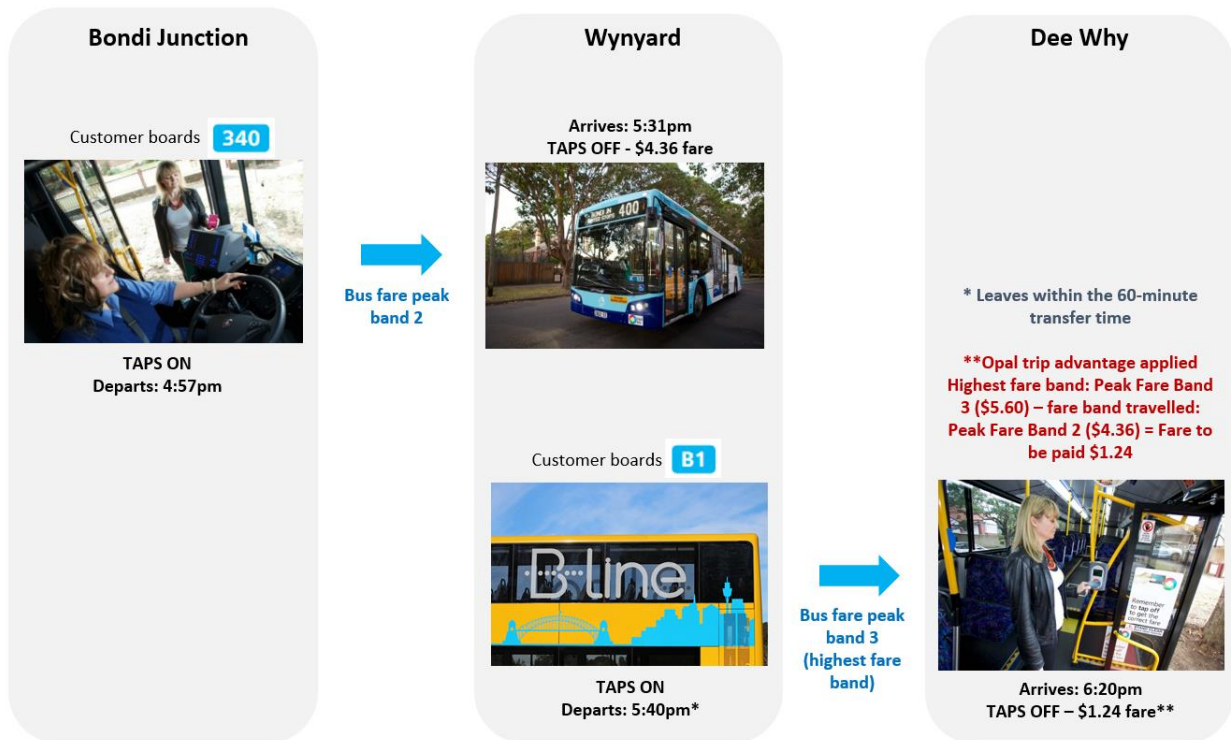 Bondi Junction
Customer boards 340
TAPS ON
Departs: 4:57pm
Bus fare peak
band 2
Wynyard
Arrives: 5:31pm
TAPS OFF - $4.36 fare
400
Customer boards B1
B-line
TAPS ON
Departs: 5:40pm*
Bus fare peak
band 3
(highest fare
band)
Dee Why
* Leaves within the 60-minute
transfer time
**Opal trip advantage applied
Highest fare band: Peak Fare Band
3 ($5.60) – fare band travelled:
Peak Fare Band 2 ($4.36) = Fare to
be paid $1.24
Remember
to tap off
to get the
correct fare
Arrives: 6:20pm
TAPS OFF – $1.24 fare**